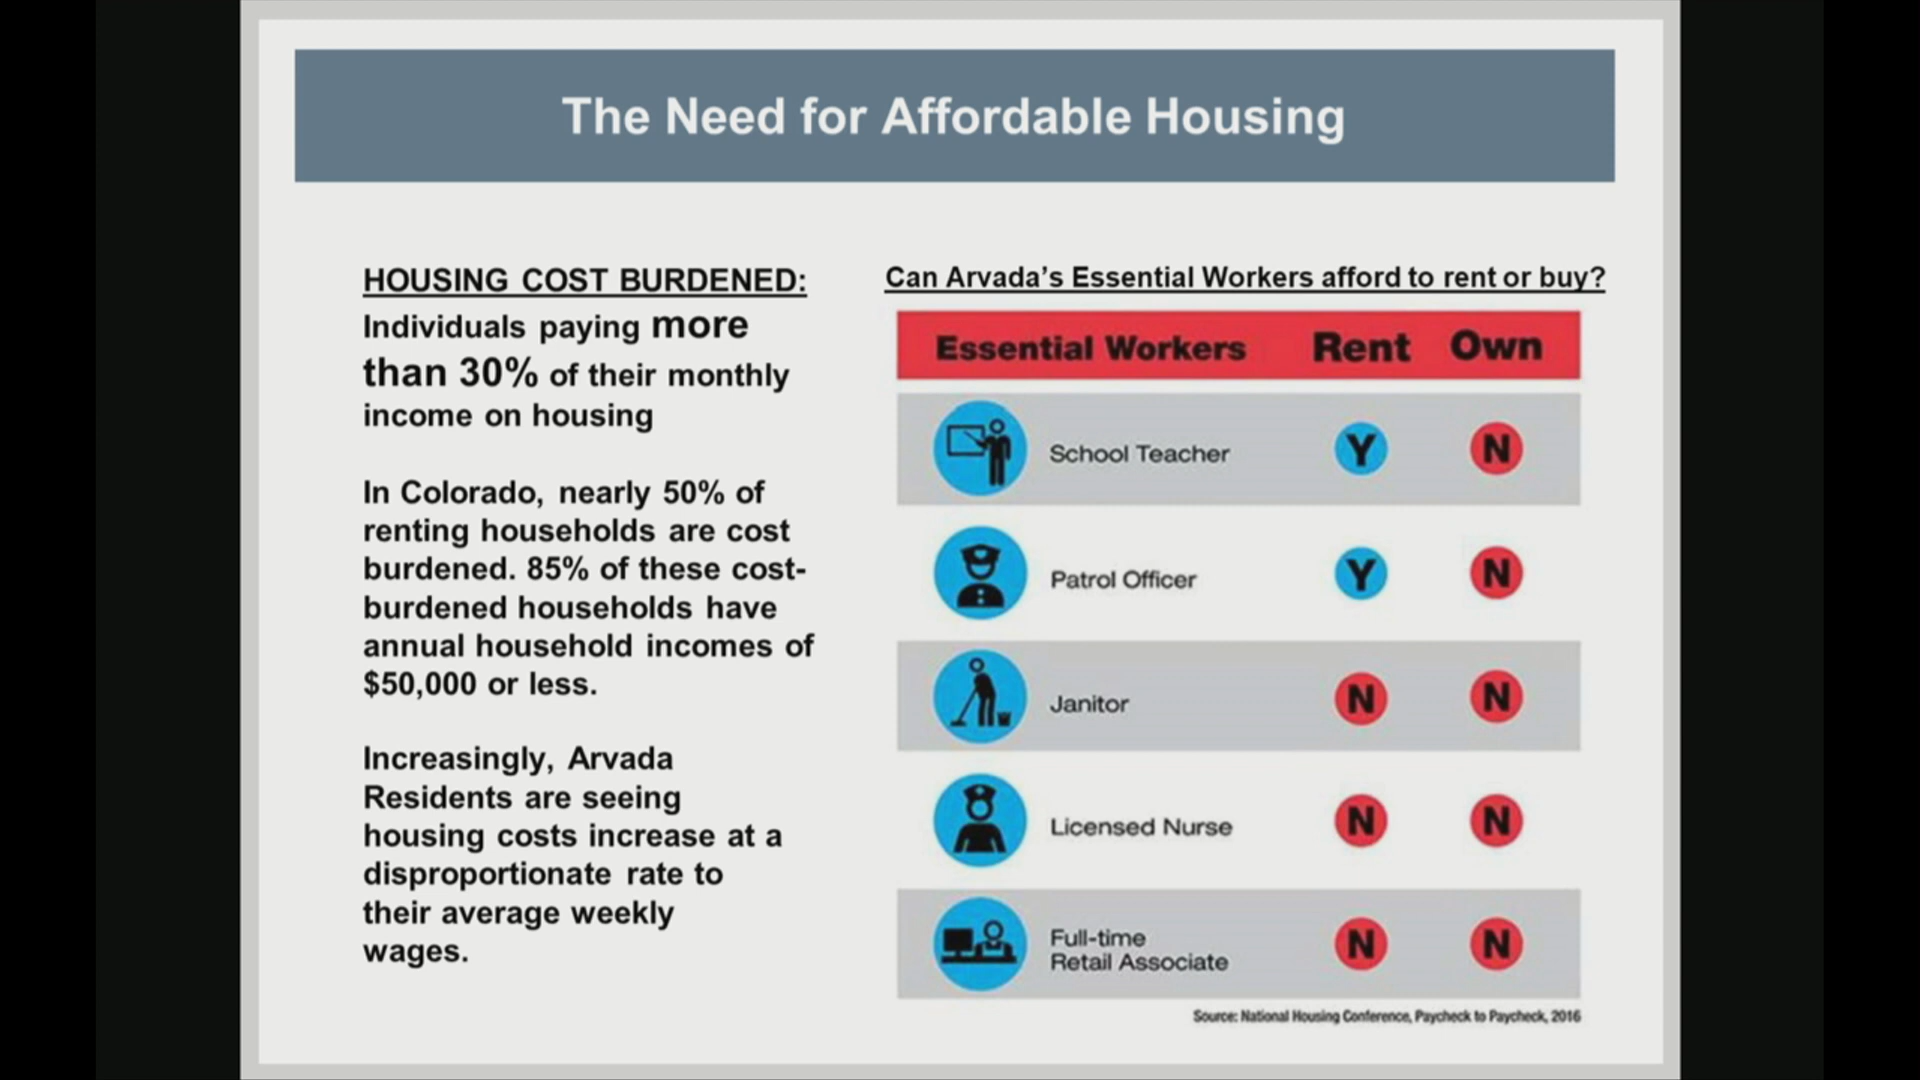 The Need for Affordable Housing
HOUSING COST BURDENED:
Individuals paying more
than 30% of their monthly
income on housing
In Colorado, nearly 50% of
renting households are cost
burdened. 85% of these cost-
burdened households have
annual household incomes of
$50,000 or less.
Increasingly, Arvada
Residents are seeing
housing costs increase at a
disproportionate rate to
their average weekly
wages.
Can Arvada's Essential Workers afford to rent or buy?
Essential Workers Rent Own
School Teacher Y N
Patrol Officer Y N
Janitor N N
Licensed Nurse N N
Full-time
Retail Associate N N
Source: National Housing Conference, Paycheck to Paycheck, 2016